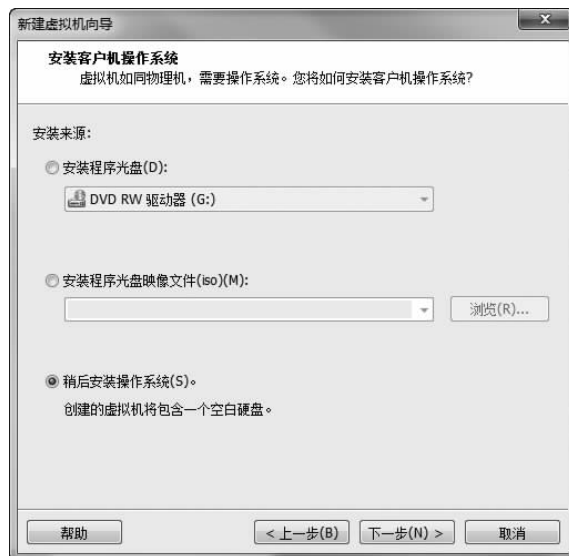 新建虚拟机向导
安装客户机操作系统
虚拟机如同物理机，需要操作系统。您将如何安装客户机操作系统?
安装来源:
安装程序光盘(D):
DVD RW 驱动器 (G:)
安装程序光盘映像文件(iso)(M):
浏览(R)...
稍后安装操作系统(S)。
创建的虚拟机将包含一个空白硬盘。
帮助
< 上一步(B)
下一步(N) >
取消